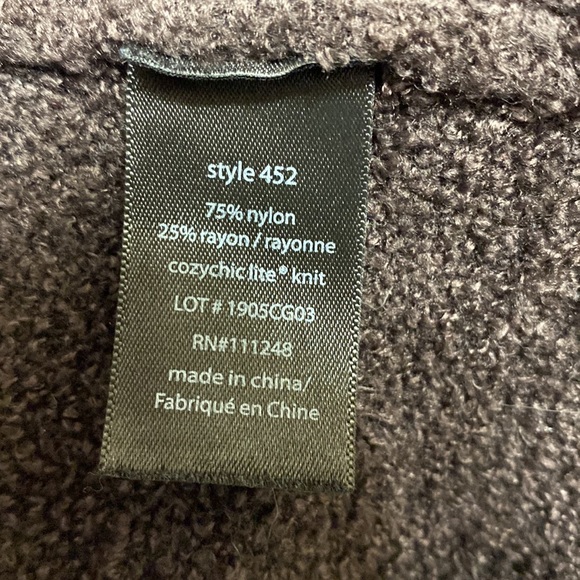 style 452
75% nylon
25% rayon / rayonne
cozychic lite® knit
LOT # 1905CG03
RN#111248
made in china/
Fabriqué en Chine